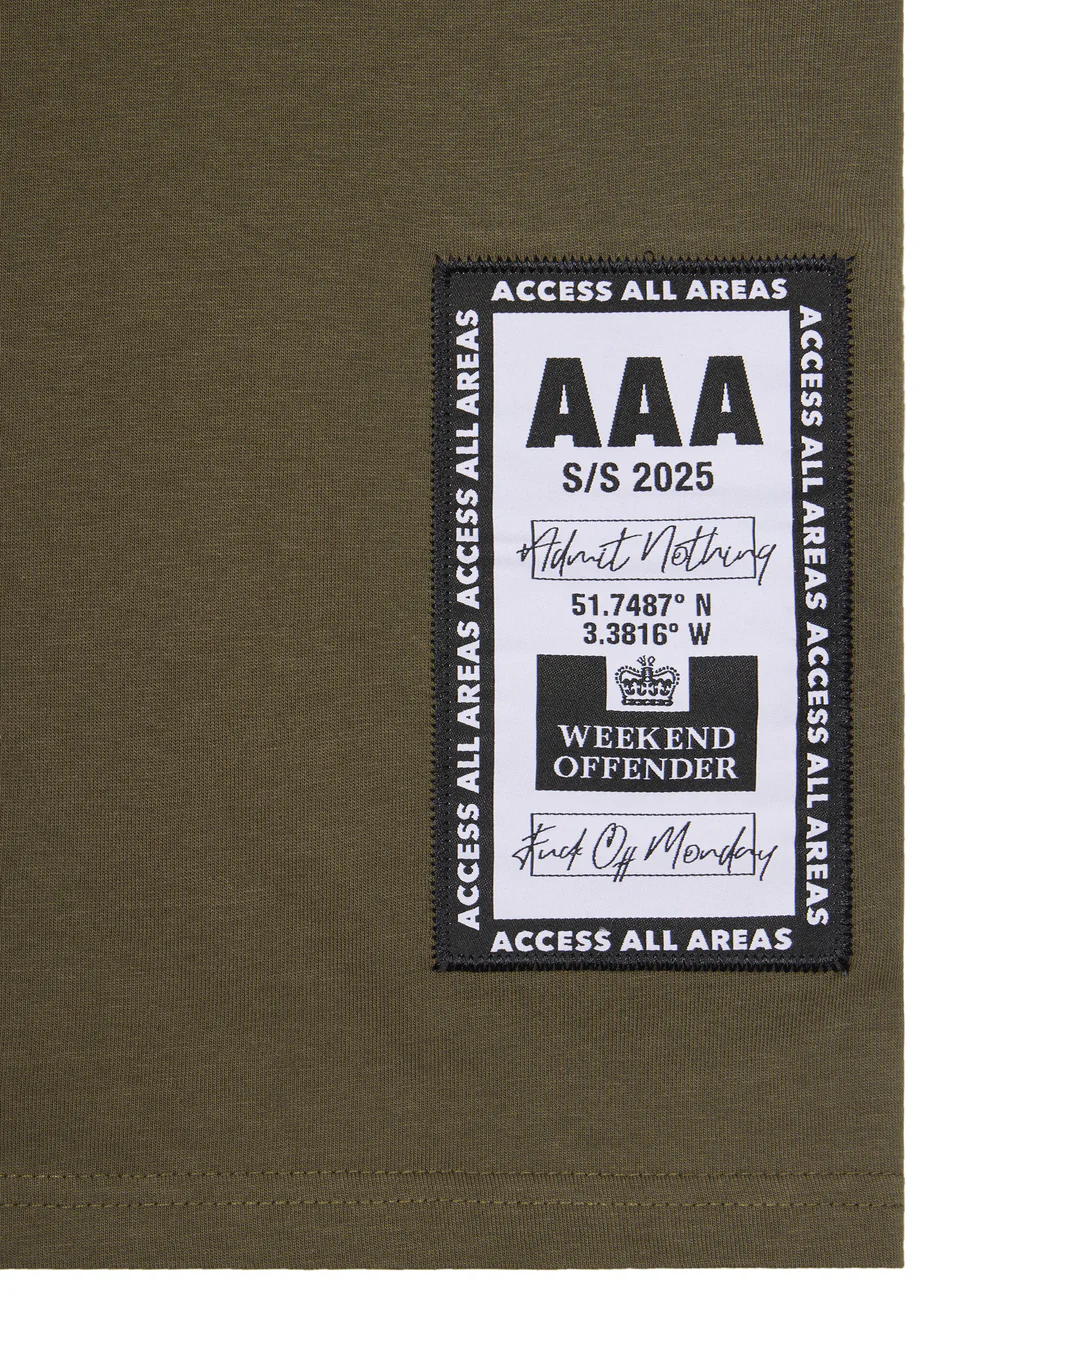 ACCESS ALL AREAS
ACCESS ALL AREAS ACCESS ALL AREAS
ACCESS ALL AREAS ACCESS ALL AREAS
AAA
S/S 2025
Admit Nothing
51.7487° N
3.3816° W
WEEKEND
OFFENDER
Fuck Off Monday
ACCESS ALL AREAS